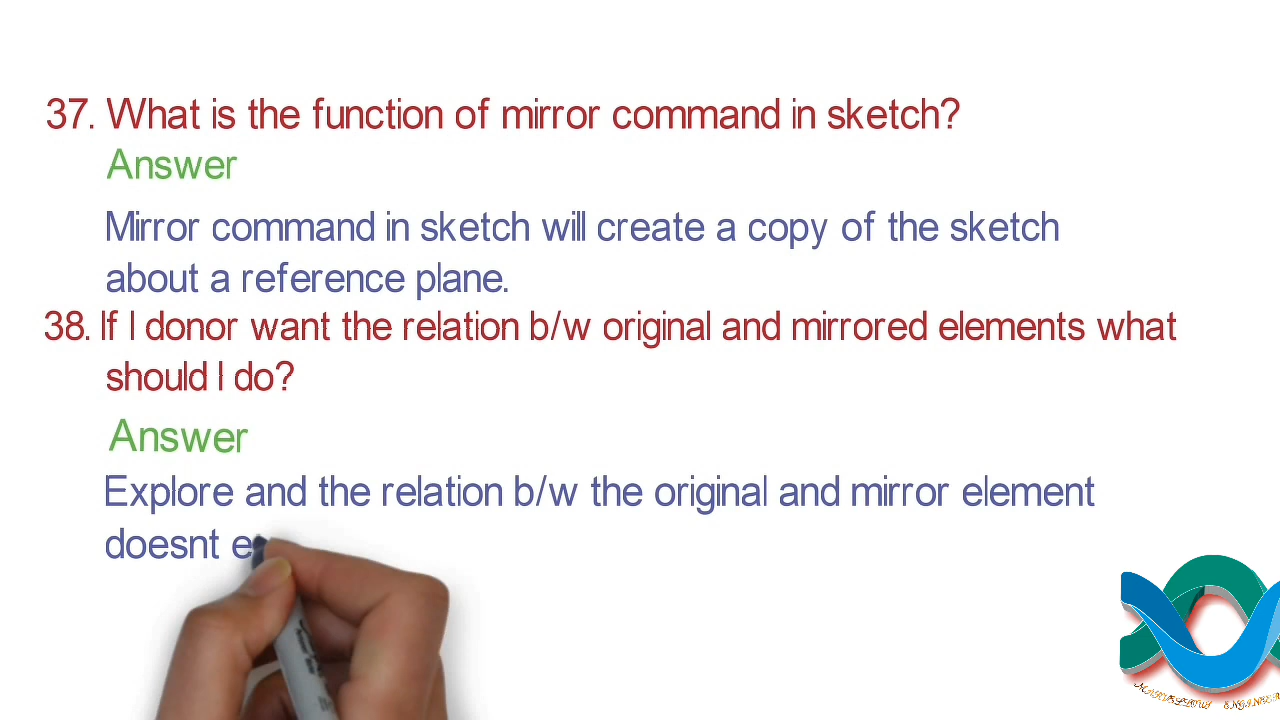 37. What is the function of mirror command in sketch?
Answer
Mirror command in sketch will create a copy of the sketch
about a reference plane.
38. If I donor want the relation b/w original and mirrored elements what
should I do?
Answer
Explore and the relation b/w the original and mirror element
doesnt e